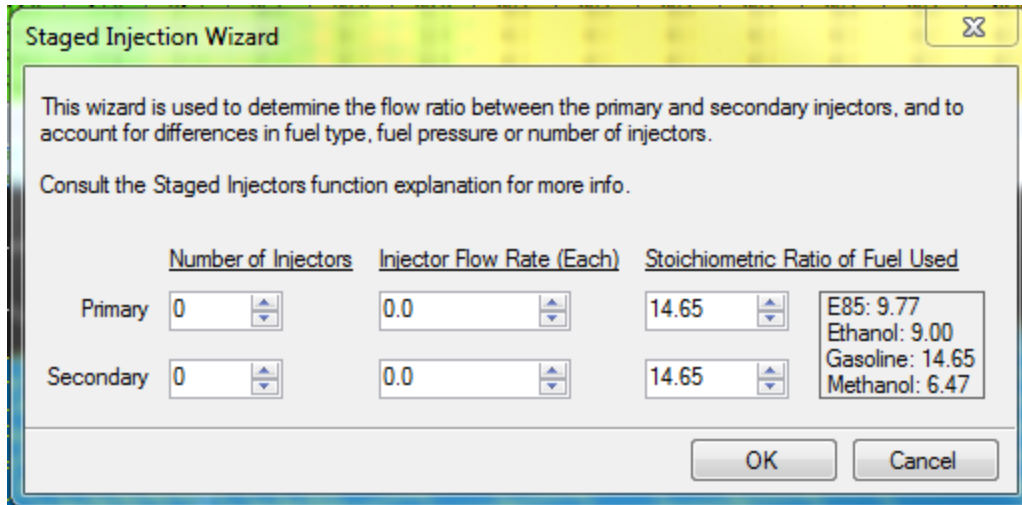 Staged Injection Wizard
This wizard is used to determine the flow ratio between the primary and secondary injectors, and to
account for differences in fuel type, fuel pressure or number of injectors.
Consult the Staged Injectors function explanation for more info.
Number of Injectors Injector Flow Rate (Each) Stoichiometric Ratio of Fuel Used
Primary 0 0.0 14.65
Secondary 0 0.0 14.65
E85: 9.77
Ethanol: 9.00
Gasoline: 14.65
Methanol: 6.47
OK Cancel